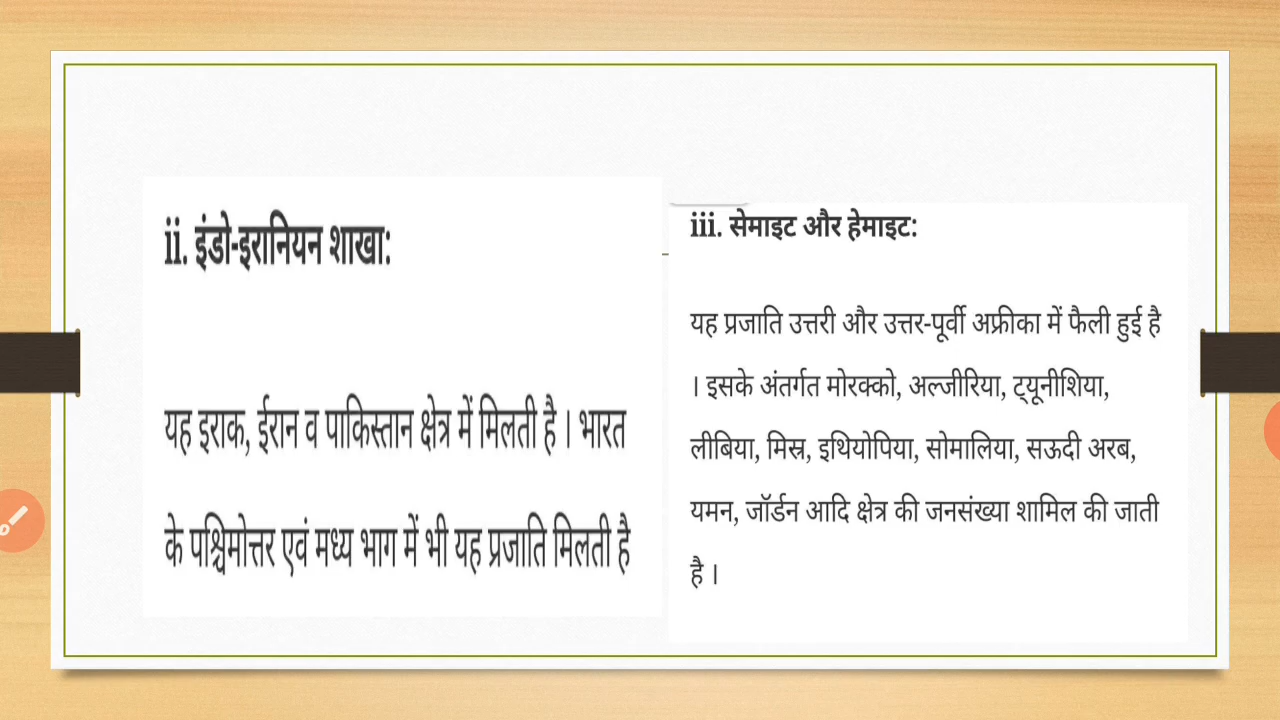 ii. इंडो-इरानियन शाखा:
यह इराक, ईरान व पाकिस्तान क्षेत्र में मिलती है । भारत
के पश्चिमोत्तर एवं मध्य भाग में भी यह प्रजाति मिलती है
iii. सेमाइट और हेमाइट:
यह प्रजाति उत्तरी और उत्तर-पूर्वी अफ्रीका में फैली हुई है
। इसके अंतर्गत मोरक्को, अल्जीरिया, ट्यूनीशिया,
लीबिया, मिस्र, इथियोपिया, सोमालिया, सऊदी अरब,
यमन, जॉर्डन आदि क्षेत्र की जनसंख्या शामिल की जाती
है ।